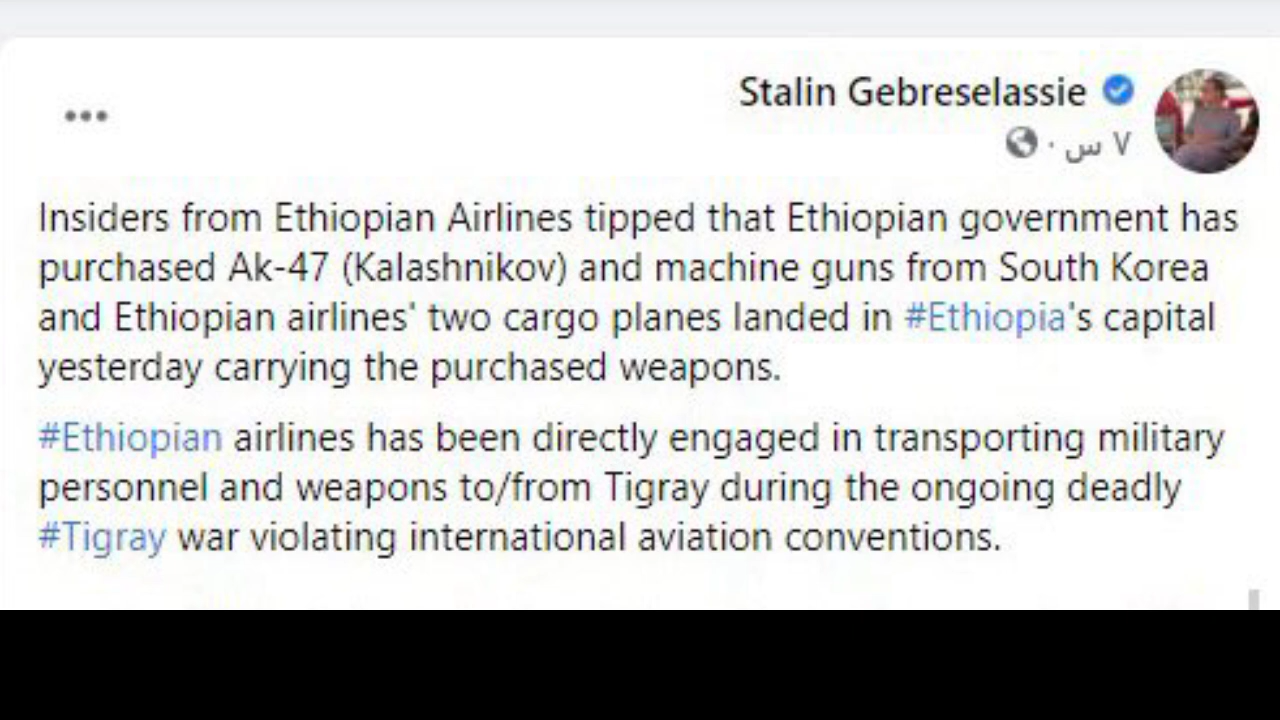 Stalin Gebreselassie
٧ س ·
Insiders from Ethiopian Airlines tipped that Ethiopian government has
purchased Ak-47 (Kalashnikov) and machine guns from South Korea
and Ethiopian airlines' two cargo planes landed in #Ethiopia's capital
yesterday carrying the purchased weapons.
#Ethiopian airlines has been directly engaged in transporting military
personnel and weapons to/from Tigray during the ongoing deadly
#Tigray war violating international aviation conventions.